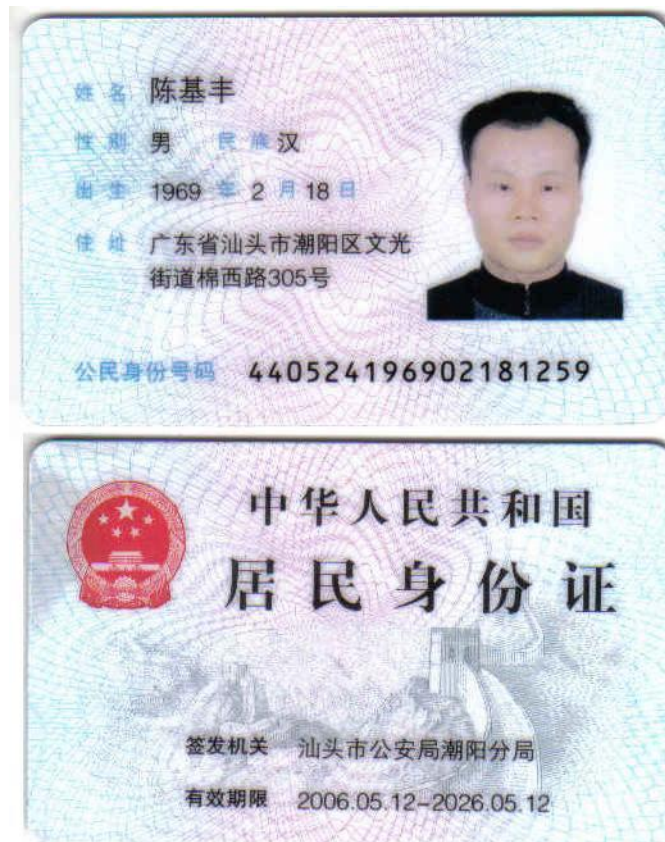 姓名 陈基丰
性别 男 民族 汉
出生 1969 年 2 月 18 日
住址 广东省汕头市潮阳区文光
街道棉西路305号
公民身份号码 440524196902181259
中华人民共和国
居民身份证
签发机关 汕头市公安局潮阳分局
有效期限 2006.05.12-2026.05.12